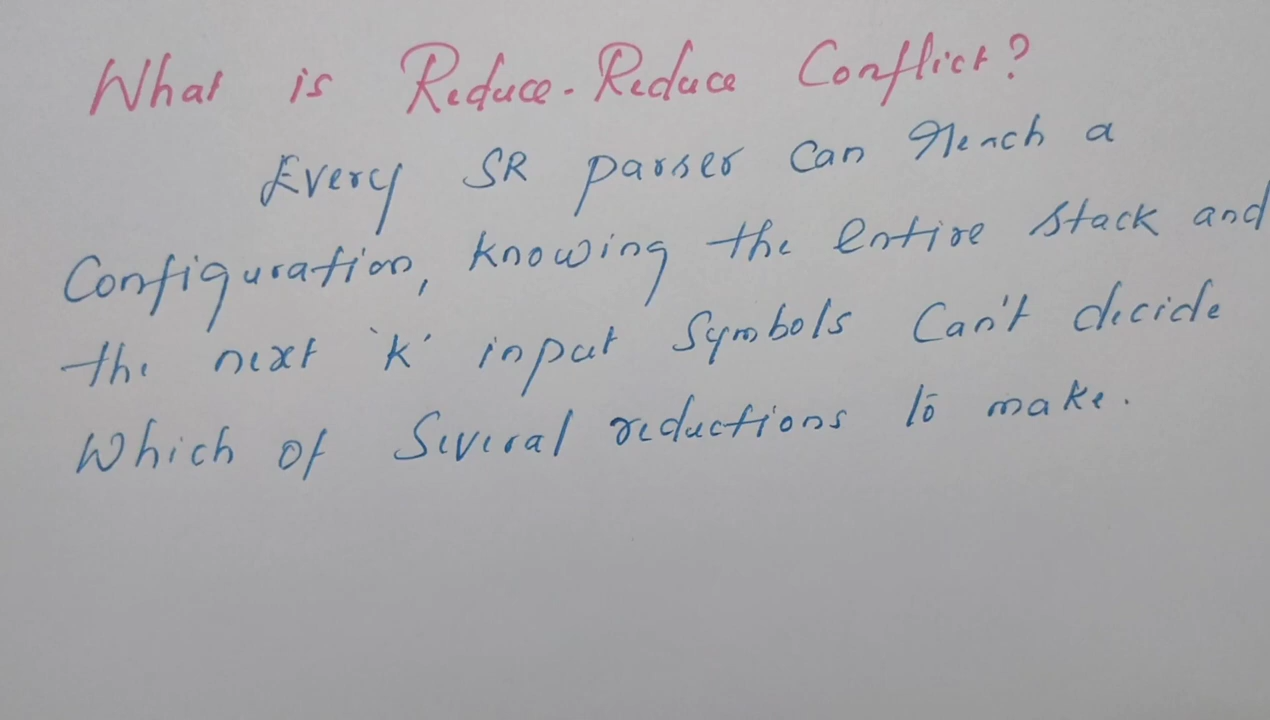 What is Reduce-Reduce Conflict?
Every SR parser can reach a
Configuration, knowing the entire stack and
the next 'K' input symbols can't decide
Which of Several reductions to make.